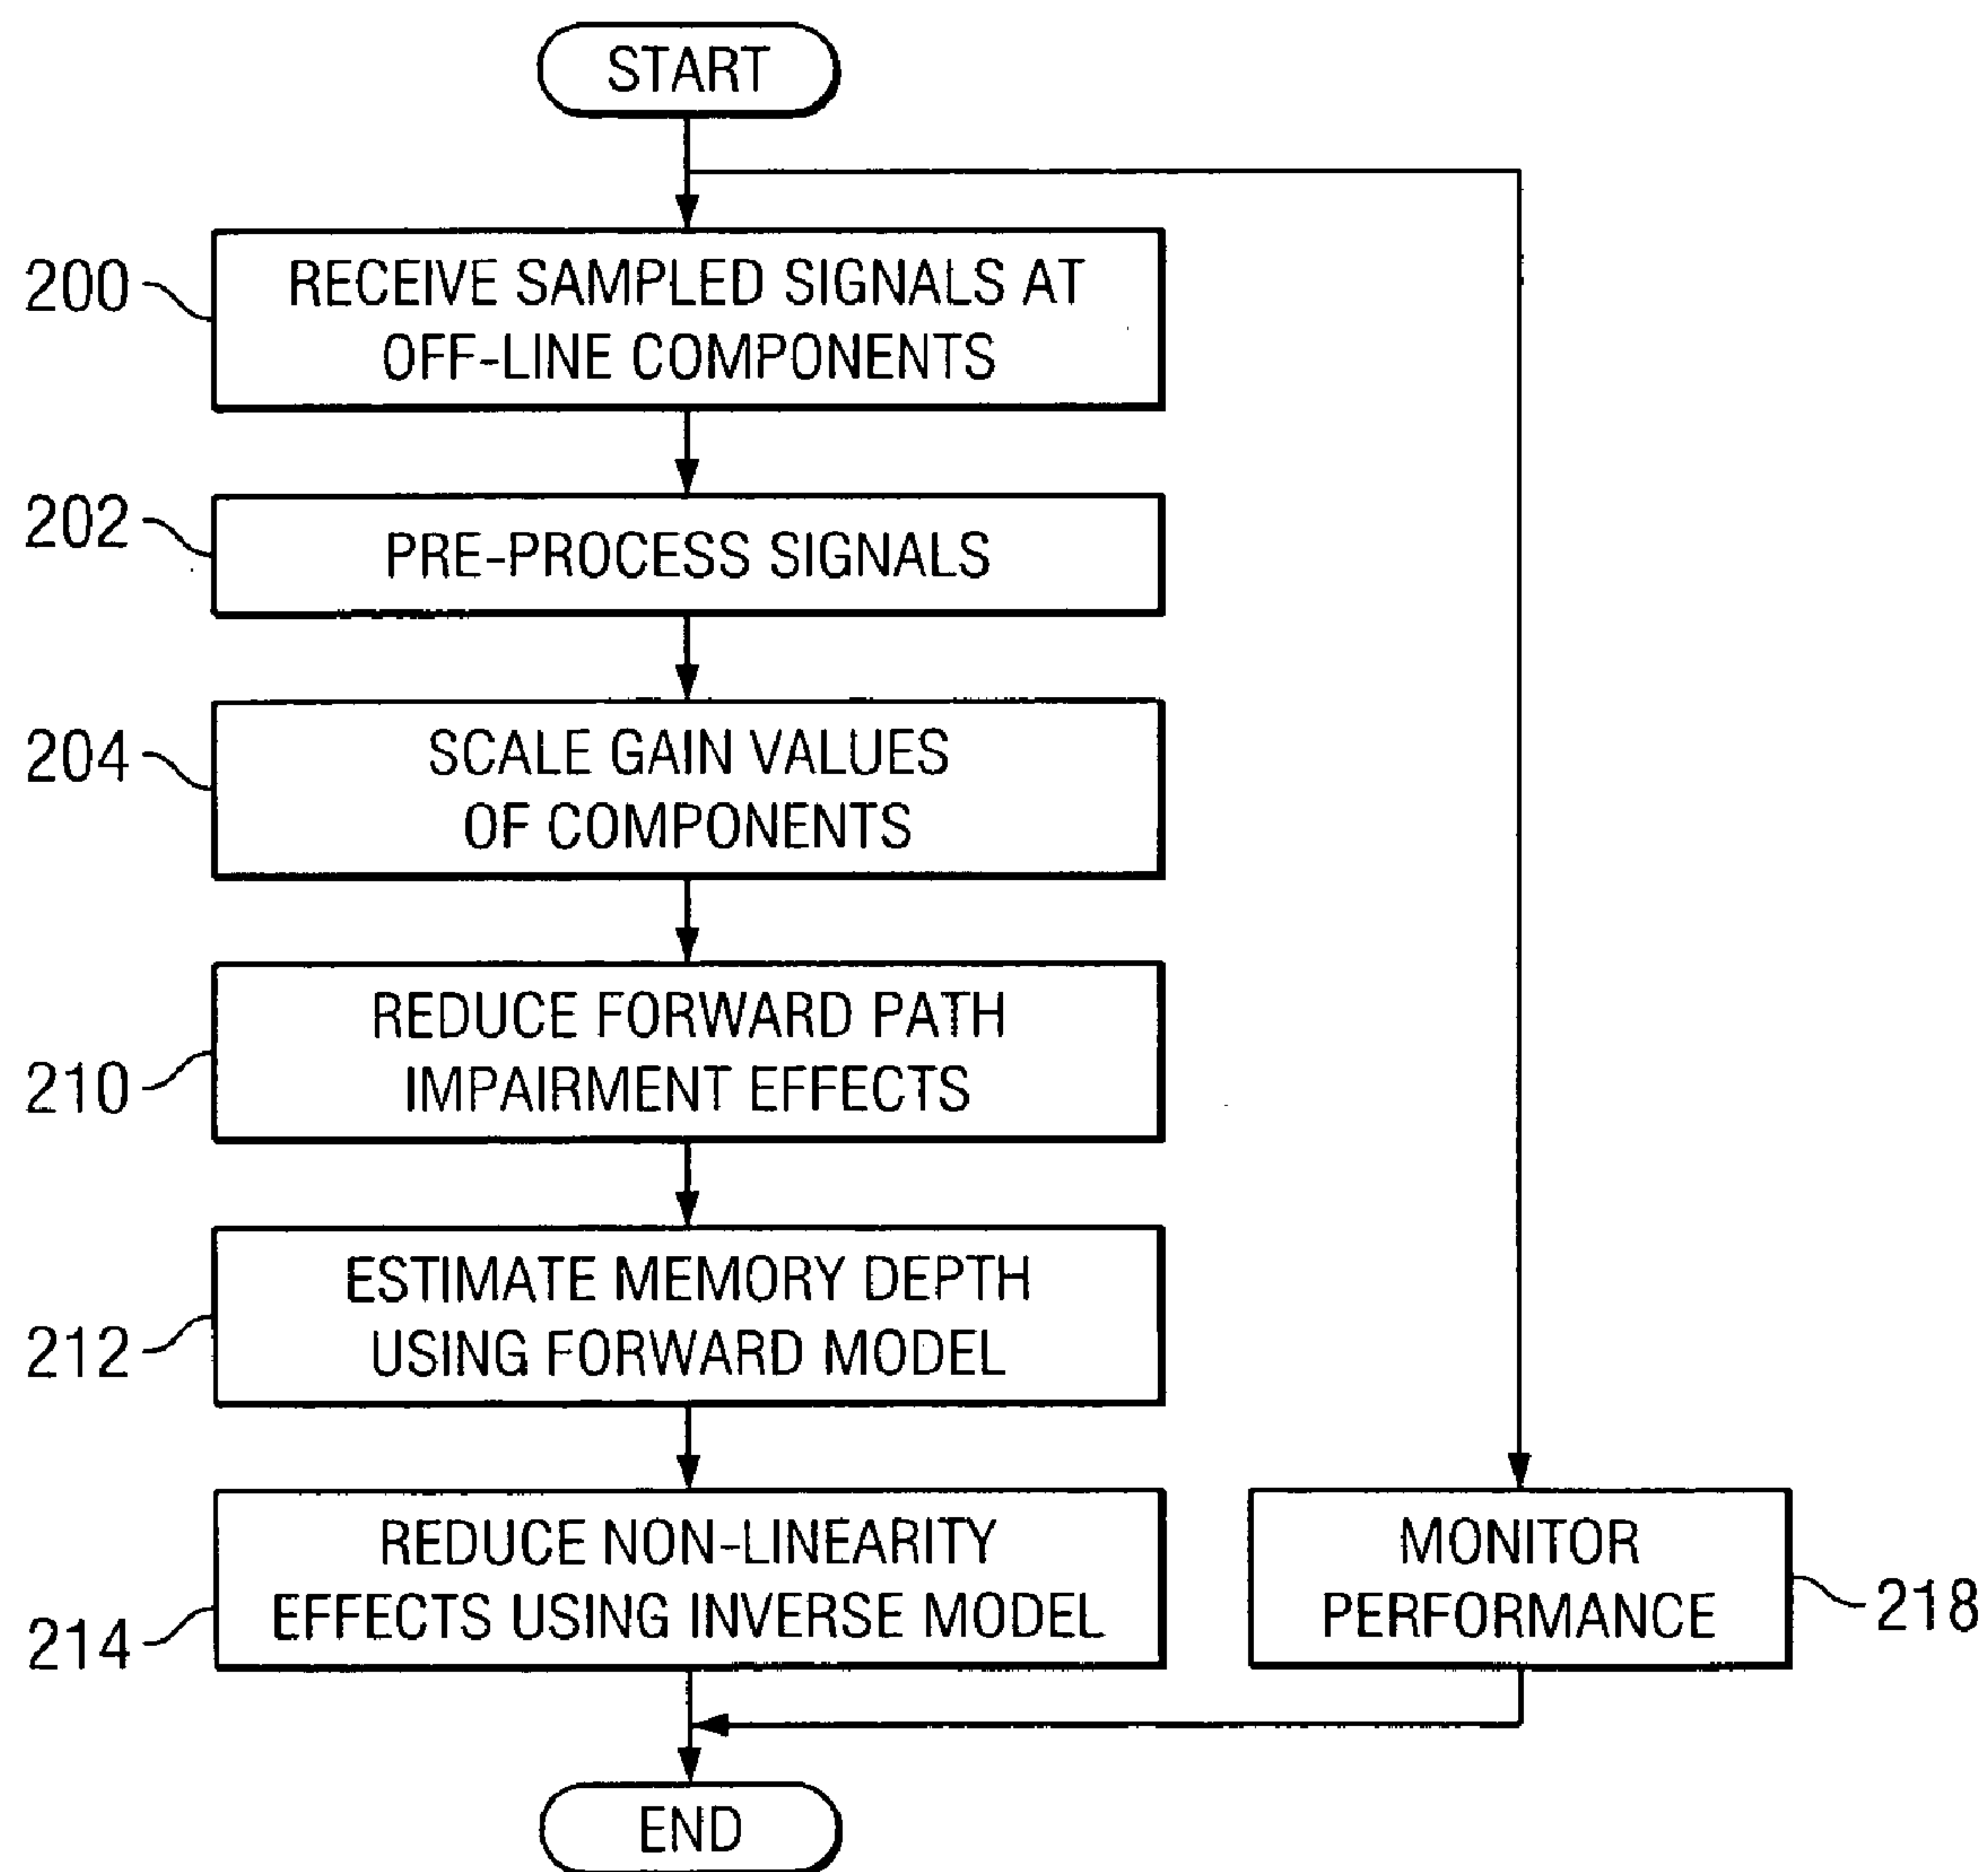 START
200
RECEIVE SAMPLED SIGNALS AT
OFF-LINE COMPONENTS
202
PRE-PROCESS SIGNALS
204
SCALE GAIN VALUES
OF COMPONENTS
210
REDUCE FORWARD PATH
IMPAIRMENT EFFECTS
212
ESTIMATE MEMORY DEPTH
USING FORWARD MODEL
214
REDUCE NON-LINEARITY
EFFECTS USING INVERSE MODEL
MONITOR
PERFORMANCE
218
END